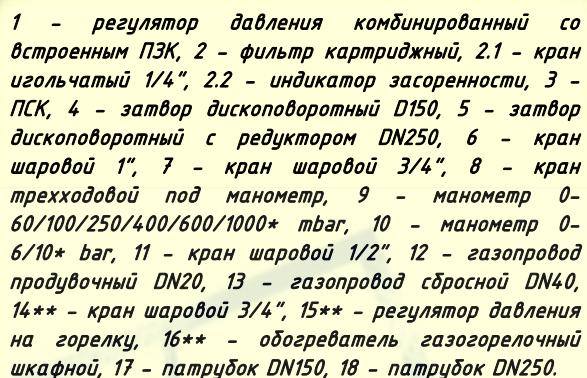 1 – регулятор давления комбинированный со
встроенным ПЗК, 2 – фильтр картриджный, 2.1 – кран
игольчатый 1/4”, 2.2 – индикатор засоренности, 3 –
ПСК, 4 – затвор дископоворотный D150, 5 – затвор
дископоворотный с редуктором DN250, 6 – кран
шаровой 1”, 7 – кран шаровой 3/4”, 8 – кран
трехходовой под манометр, 9 – манометр 0–
60/100/250/400/600/1000* mbar, 10 – манометр 0–
6/10* bar, 11 – кран шаровой 1/2”, 12 – газопровод
продувочный DN20, 13 – газопровод сбросной DN40,
14** – кран шаровой 3/4”, 15** – регулятор давления
на горелку, 16** – обогреватель газогорелочный
шкафной, 17 – патрубок DN150, 18 – патрубок DN250.